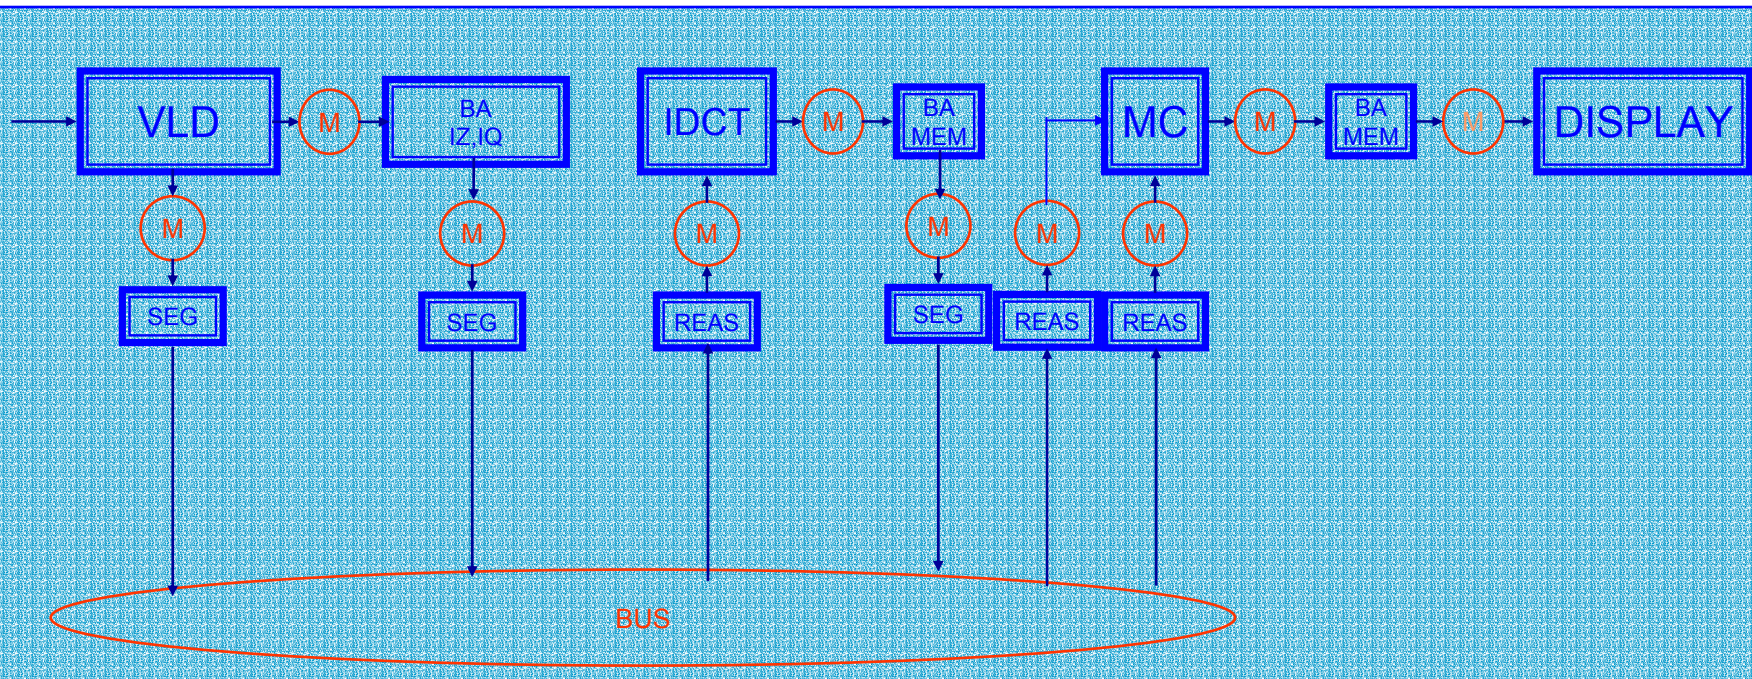 VLD
M
BA
IZ,IQ
IDCT
M
BA
MEM
MC
M
BA
MEM
M
DISPLAY
M
M
M
M
M
M
SEG
SEG
REAS
SEG
REAS
REAS
BUS